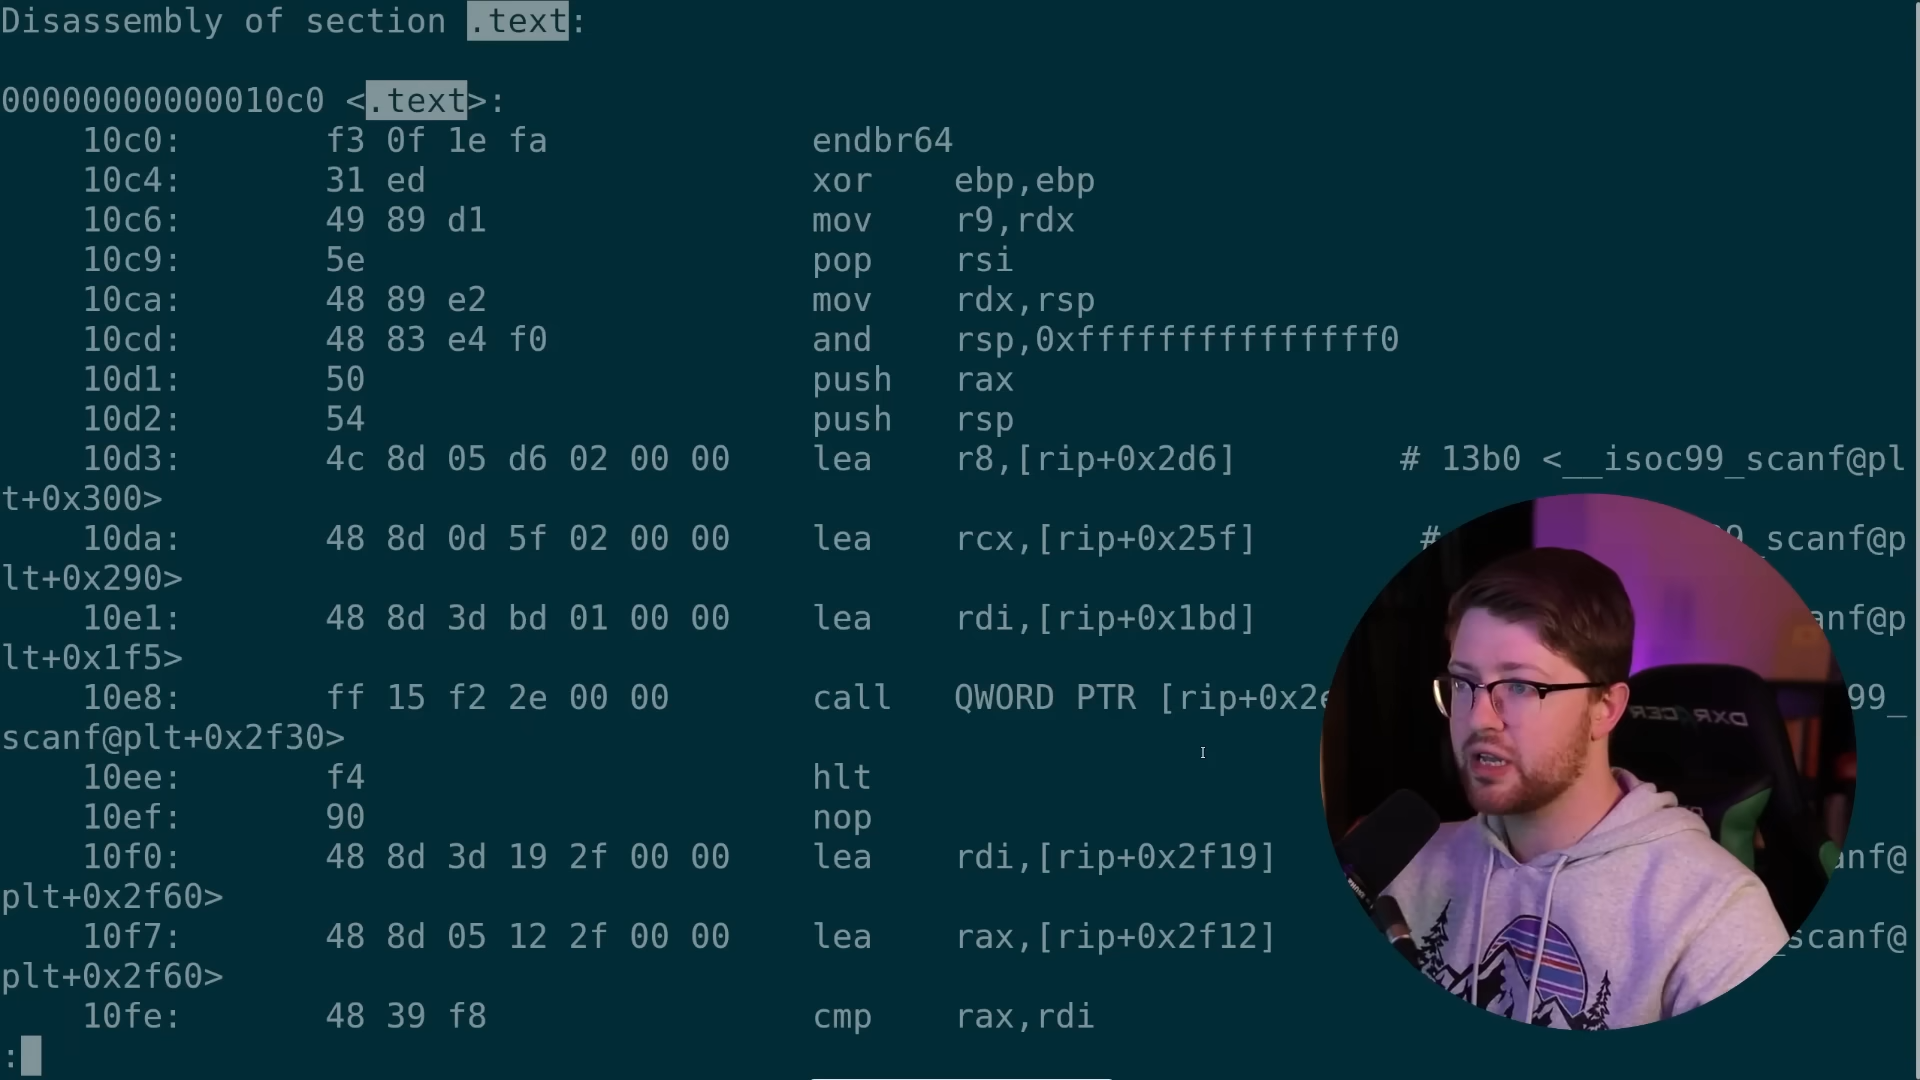 Disassembly of section .text:
00000000000010c0 <.text>:
10c0: f3 0f 1e fa endbr64
10c4: 31 ed xor ebp,ebp
10c6: 49 89 d1 mov r9,rdx
10c9: 5e pop rsi
10ca: 48 89 e2 mov rdx,rsp
10cd: 48 83 e4 f0 and rsp,0xfffffffffffffff0
10d1: 50 push rax
10d2: 54 push rsp
10d3: 4c 8d 05 d6 02 00 00 lea r8,[rip+0x2d6] # 13b0 <__isoc99_scanf@pl
t+0x300>
10da: 48 8d 0d 5f 02 00 00 lea rcx,[rip+0x25f] # 9_scanf@p
lt+0x290>
10e1: 48 8d 3d bd 01 00 00 lea rdi,[rip+0x1bd] anf@p
lt+0x1f5>
10e8: ff 15 f2 2e 00 00 call QWORD PTR [rip+0x2e 99_
scanf@plt+0x2f30>
10ee: f4 hlt
10ef: 90 nop
10f0: 48 8d 3d 19 2f 00 00 lea rdi,[rip+0x2f19] anf@
plt+0x2f60>
10f7: 48 8d 05 12 2f 00 00 lea rax,[rip+0x2f12] _scanf@
plt+0x2f60>
10fe: 48 39 f8 cmp rax,rdi
: